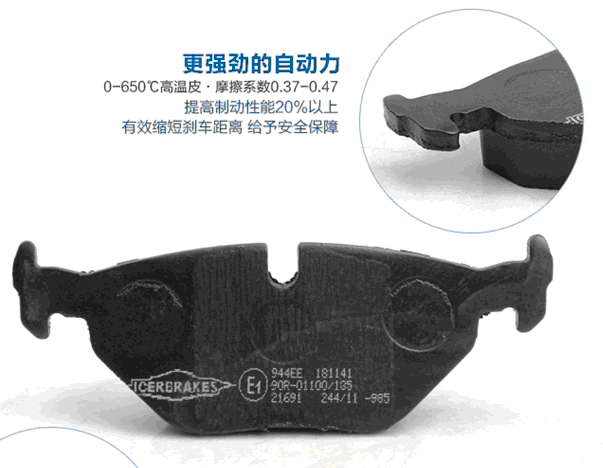 更强劲的自动力
0-650℃高温皮·摩擦系数0.37-0.47
提高制动性能20%以上
有效缩短刹车距离 给予安全保障
ICERBRAKES
E1
944EE 181141
90R-01100/135
21691 244/11 -985